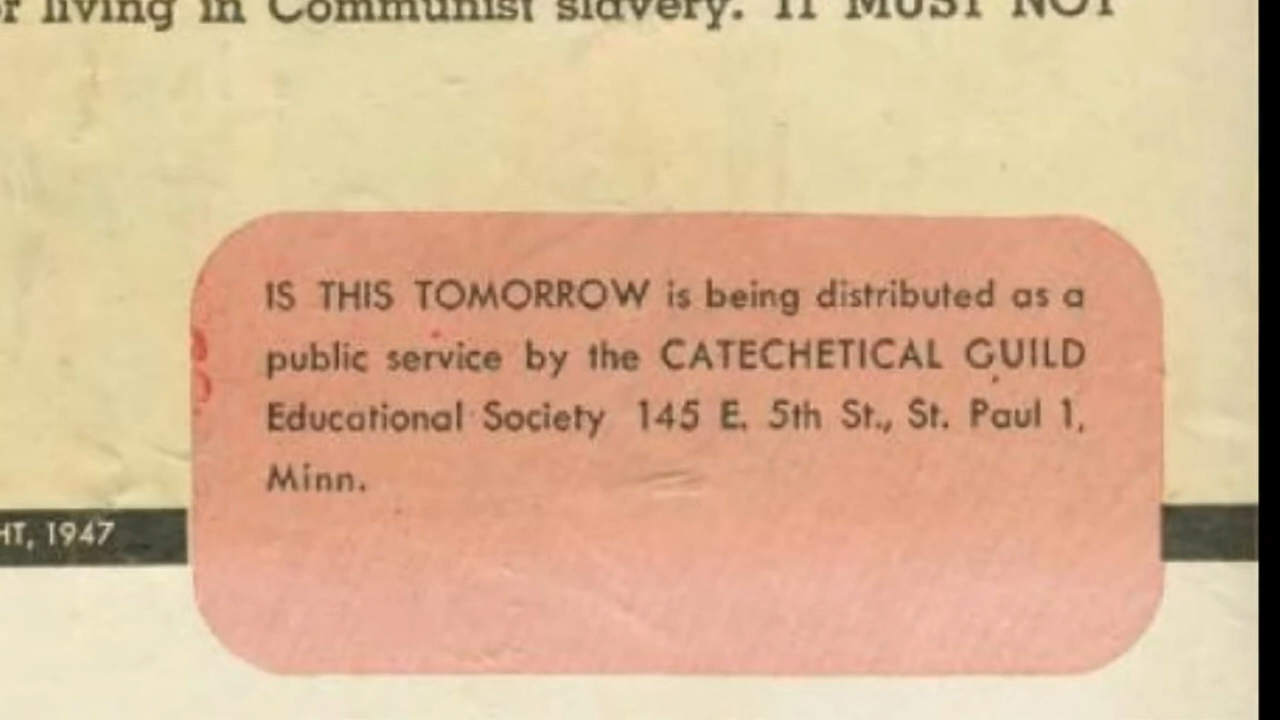 living in Communist slavery. IT MUST NOT
IS THIS TOMORROW is being distributed as a
public service by the CATECHETICAL GUILD
Educational Society 145 E. 5th St., St. Paul 1,
Minn.
1947